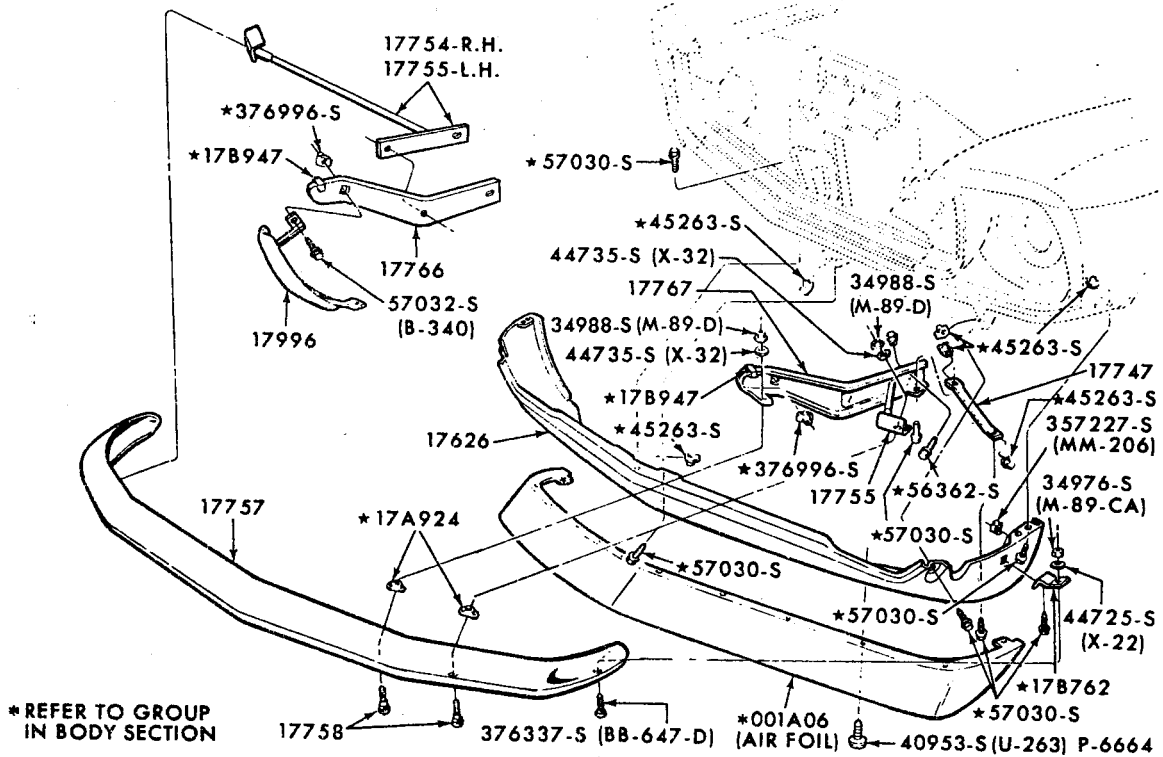 17754-R.H.
17755-L.H.
★376996-S
★17B947
★57030-S
★45263-S
44735-S (X-32)
17767
34988-S
(M-89-D)
17766
57032-S
(B-340)
17996
34988-S (M-89-D)
44735-S (X-32)
★45263-S
17747
★17B947
★45263-S
357227-S
(MM-206)
17626
★45263-S
★376996-S
17755
★56362-S
34976-S
(M-89-CA)
17757
★17A924
★57030-S
★57030-S
★57030-S
44725-S
(X-22)
★17B762
★57030-S
*REFER TO GROUP
IN BODY SECTION
17758
376337-S (BB-647-D)
*001A06
(AIR FOIL)
40953-S (U-263) P-6664